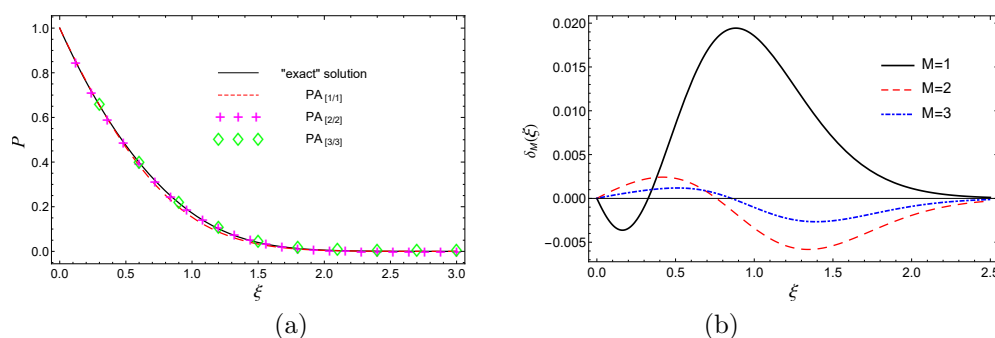 1.0
0.8
0.6
0.4
0.2
0.0
P
0.0 0.5 1.0 1.5 2.0 2.5 3.0
ξ
"exact" solution
PA [1/1]
PA [2/2]
PA [3/3]
(a)
0.020
0.015
0.010
0.005
0.000
-0.005
δM(ξ)
0.0 0.5 1.0 1.5 2.0 2.5
ξ
M=1
M=2
M=3
(b)